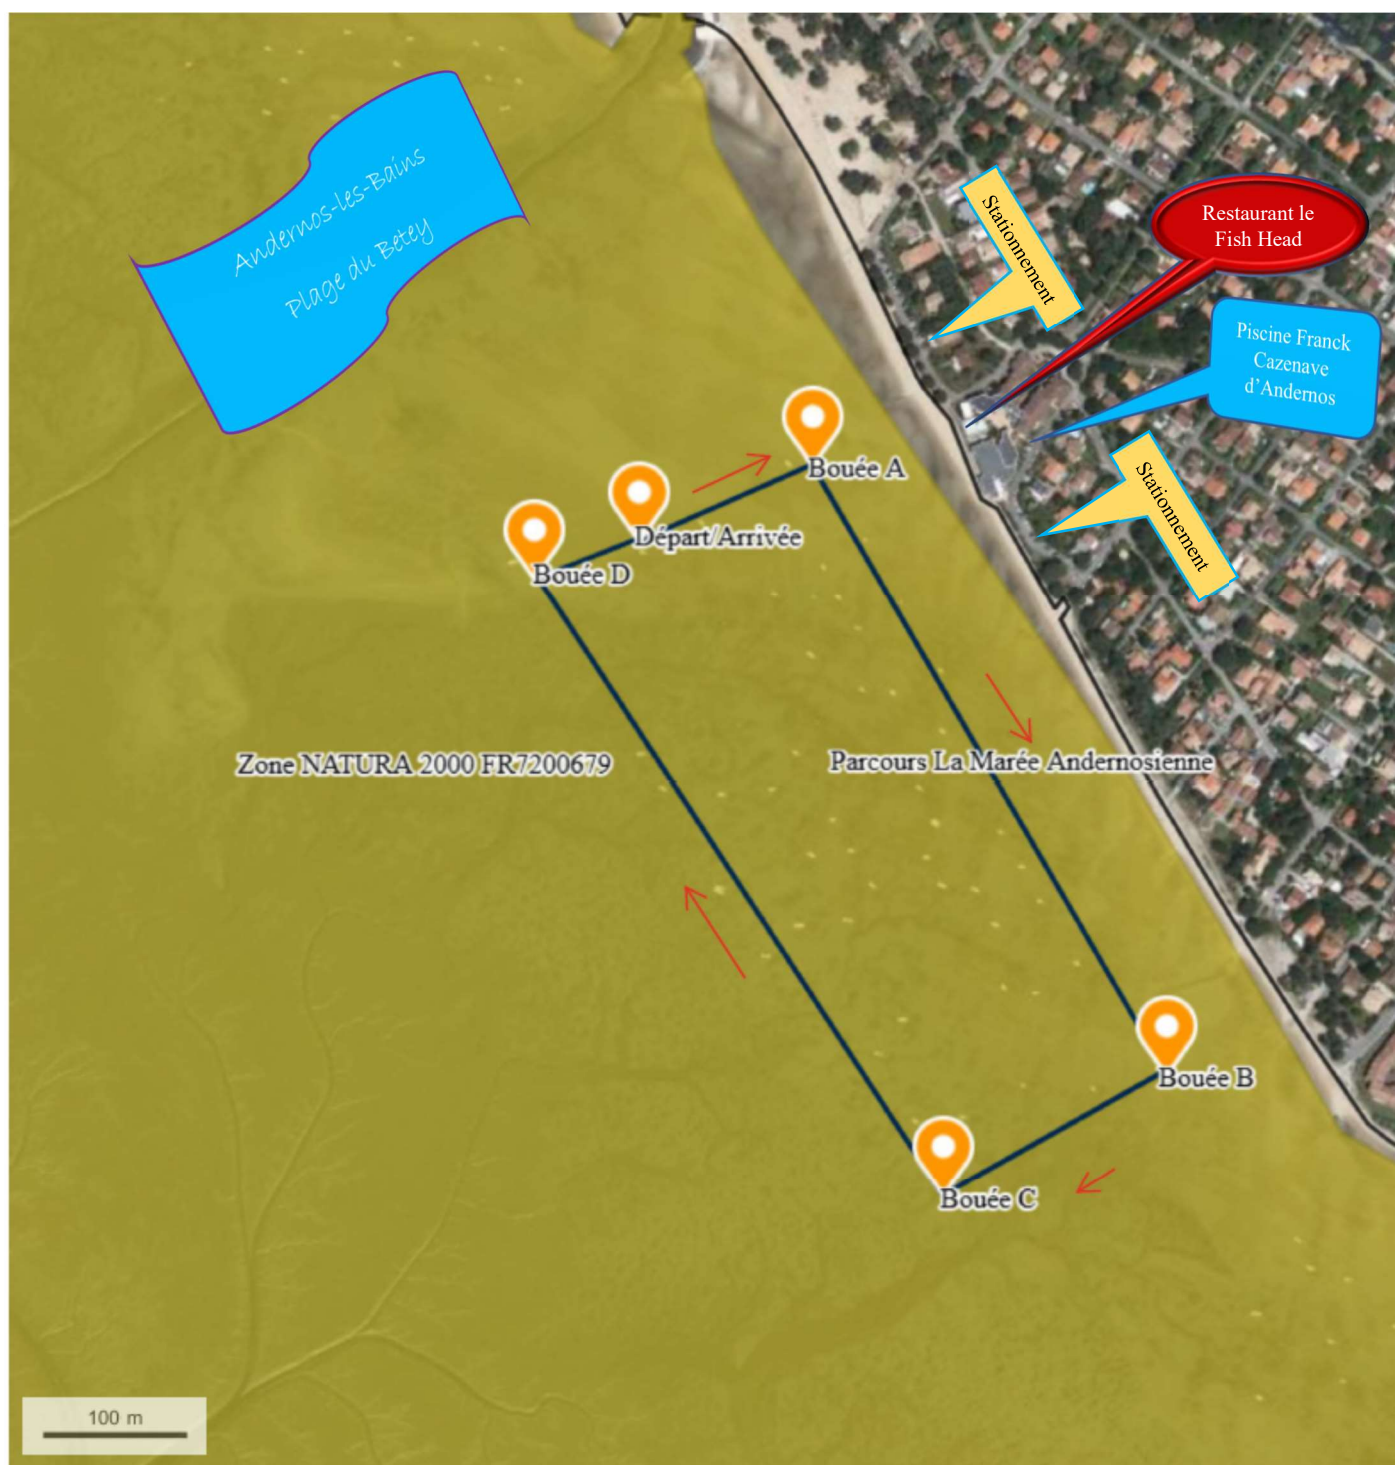 Andernos-les-Bains
Plage du Betey
Stationnement
Restaurant le
Fish Head
Piscine Franck
Cazenave
d'Andernos
Stationnement
Bouée A
Départ/Arrivée
Bouée D
Zone NATURA 2000 FR7200679
Parcours La Marée Andernosienne
Bouée B
Bouée C
100 m